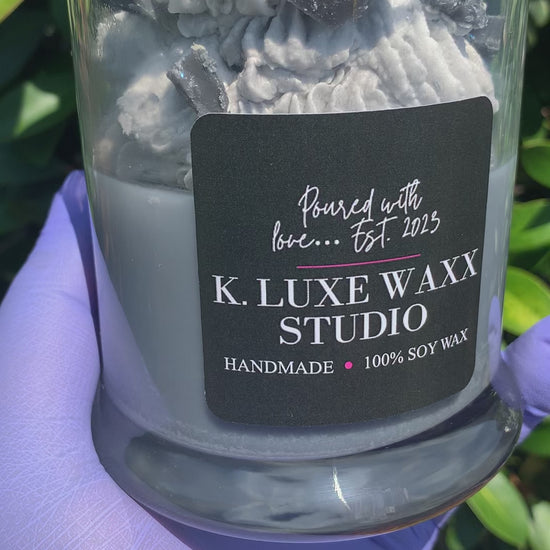 Poured with
love... Est. 2023
K. LUXE WAXX
STUDIO
HANDMADE • 100% SOY WAX